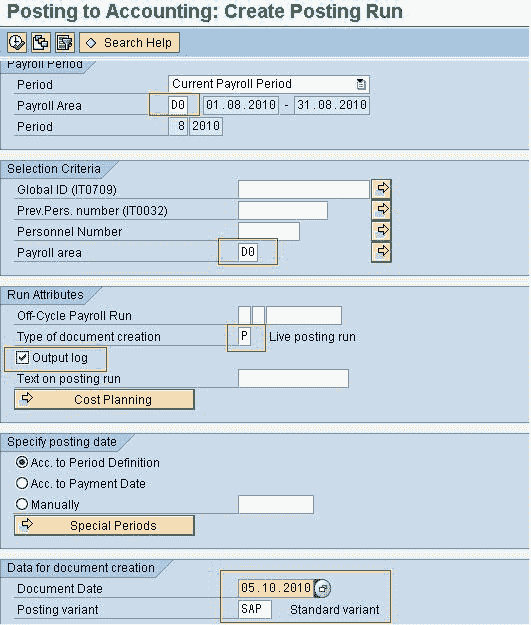 Posting to Accounting: Create Posting Run
Search Help
Payroll Period
Period Current Payroll Period
Payroll Area D0 01.08.2010 - 31.08.2010
Period 8 2010
Selection Criteria
Global ID (IT0709)
Prev.Pers. number (IT0032)
Personnel Number
Payroll area D0
Run Attributes
Off-Cycle Payroll Run
Type of document creation P Live posting run
Output log
Text on posting run
Cost Planning
Specify posting date
Acc. to Period Definition
Acc. to Payment Date
Manually
Special Periods
Data for document creation
Document Date 05.10.2010
Posting variant SAP Standard variant